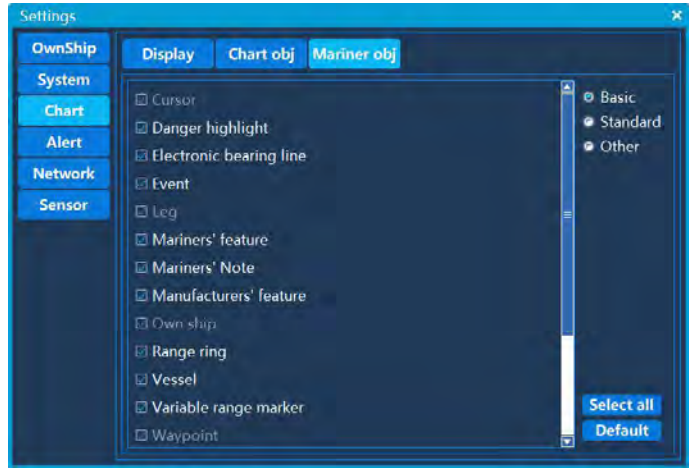 Settings
OwnShip
System
Chart
Alert
Network
Sensor
Display
Chart obj
Mariner obj
Cursor
Danger highlight
Electronic bearing line
Event
Leg
Mariners' feature
Mariners' Note
Manufacturers' feature
Own ship
Range ring
Vessel
Variable range marker
Waypoint
Basic
Standard
Other
Select all
Default